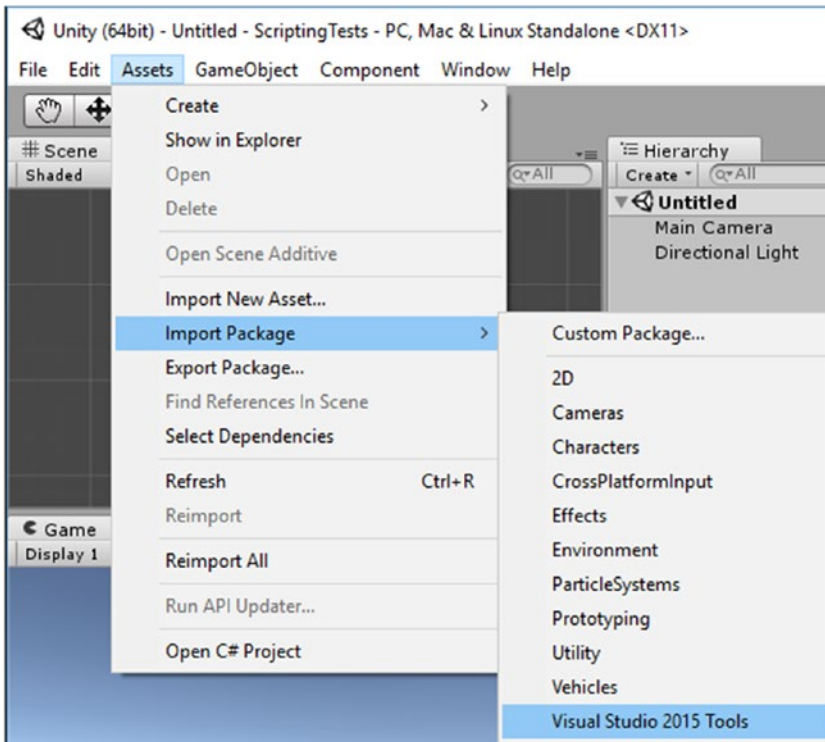 Unity (64bit) - Untitled - ScriptingTests - PC, Mac & Linux Standalone <DX11>
File Edit Assets GameObject Component Window Help
Create
Show in Explorer
Open
Delete
Open Scene Additive
Import New Asset...
Import Package
Export Package...
Find References In Scene
Select Dependencies
Refresh Ctrl+R
Reimport
Reimport All
Run API Updater...
Open C# Project
Scene
Shaded
All
Game
Display 1
Hierarchy
Create All
Untitled
Main Camera
Directional Light
Custom Package...
2D
Cameras
Characters
CrossPlatformInput
Effects
Environment
ParticleSystems
Prototyping
Utility
Vehicles
Visual Studio 2015 Tools